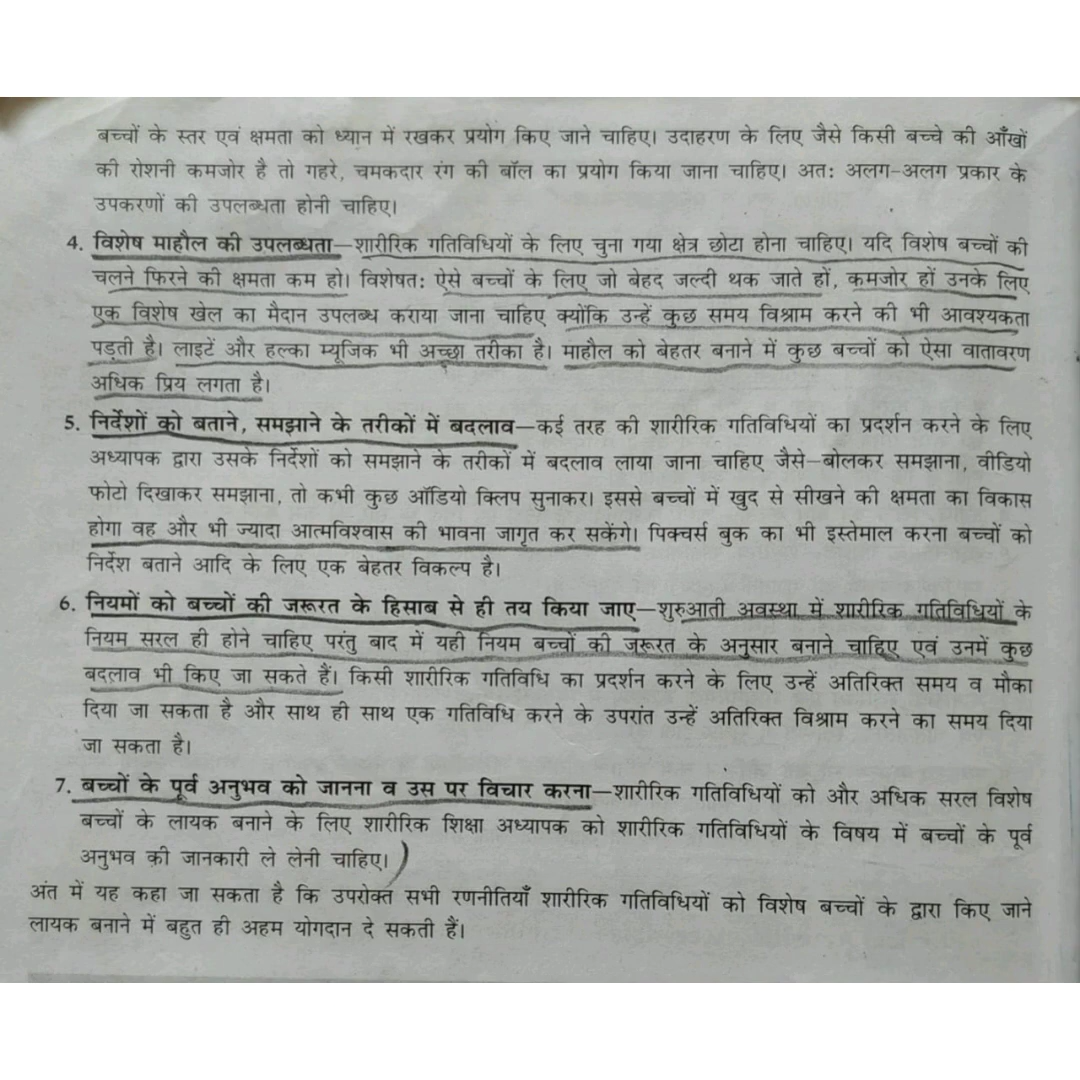 बच्चों के स्तर एवं क्षमता को ध्यान में रखकर प्रयोग किए जाने चाहिए। उदाहरण के लिए जैसे किसी बच्चे की आँखों
की रोशनी कमजोर है तो गहरे, चमकदार रंग की बॉल का प्रयोग किया जाना चाहिए। अतः अलग-अलग प्रकार के
उपकरणों की उपलब्धता होनी चाहिए।
4. विशेष माहौल की उपलब्धता—शारीरिक गतिविधियों के लिए चुना गया क्षेत्र छोटा होना चाहिए। यदि विशेष बच्चों की
चलने फिरने की क्षमता कम हो। विशेषतः ऐसे बच्चों के लिए जो बेहद जल्दी थक जाते हों, कमजोर हों उनके लिए
एक विशेष खेल का मैदान उपलब्ध कराया जाना चाहिए क्योंकि उन्हें कुछ समय विश्राम करने की भी आवश्यकता
पड़ती है। लाइटें और हल्का म्यूजिक भी अच्छा तरीका है। माहौल को बेहतर बनाने में कुछ बच्चों को ऐसा वातावरण
अधिक प्रिय लगता है।
5. निर्देशों को बताने, समझाने के तरीकों में बदलाव—कई तरह की शारीरिक गतिविधियों का प्रदर्शन करने के लिए
अध्यापक द्वारा उसके निर्देशों को समझाने के तरीकों में बदलाव लाया जाना चाहिए जैसे—बोलकर समझाना, वीडियो
फोटो दिखाकर समझाना, तो कभी कुछ ऑडियो क्लिप सुनाकर। इससे बच्चों में खुद से सीखने की क्षमता का विकास
होगा वह और भी ज्यादा आत्मविश्वास की भावना जागृत कर सकेंगे। पिक्चर्स बुक का भी इस्तेमाल करना बच्चों को
निर्देश बताने आदि के लिए एक बेहतर विकल्प है।
6. नियमों को बच्चों की जरूरत के हिसाब से ही तय किया जाए—शुरुआती अवस्था में शारीरिक गतिविधियों के
नियम सरल ही होने चाहिए परंतु बाद में यही नियम बच्चों की जरूरत के अनुसार बनाने चाहिए एवं उनमें कुछ
बदलाव भी किए जा सकते हैं। किसी शारीरिक गतिविधि का प्रदर्शन करने के लिए उन्हें अतिरिक्त समय व मौका
दिया जा सकता है और साथ ही साथ एक गतिविधि करने के उपरांत उन्हें अतिरिक्त विश्राम करने का समय दिया
जा सकता है।
7. बच्चों के पूर्व अनुभव को जानना व उस पर विचार करना—शारीरिक गतिविधियों को और अधिक सरल विशेष
बच्चों के लायक बनाने के लिए शारीरिक शिक्षा अध्यापक को शारीरिक गतिविधियों के विषय में बच्चों के पूर्व
अनुभव की जानकारी ले लेनी चाहिए।)
अंत में यह कहा जा सकता है कि उपरोक्त सभी रणनीतियाँ शारीरिक गतिविधियों को विशेष बच्चों के द्वारा किए जाने
लायक बनाने में बहुत ही अहम योगदान दे सकती हैं।